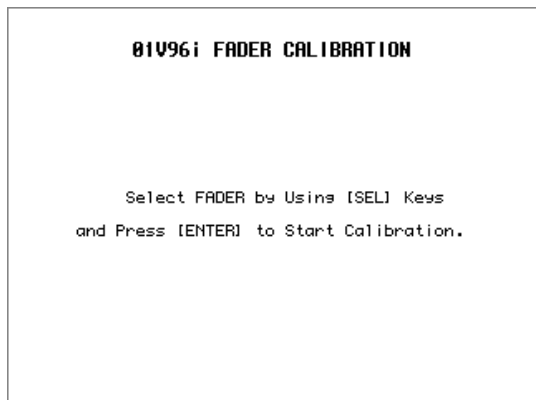 01V96i FADER CALIBRATION
Select FADER by Using [SEL] Keys
and Press [ENTER] to Start Calibration.